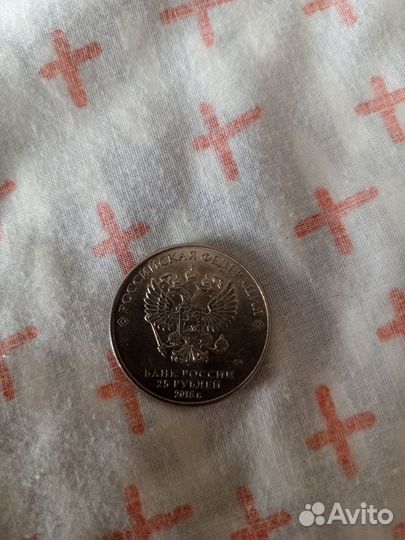 РОССИЙСКАЯ ФЕДЕРАЦИЯ
БАНК РОССИИ
25 РУБЛЕЙ
2018 г.
Avito